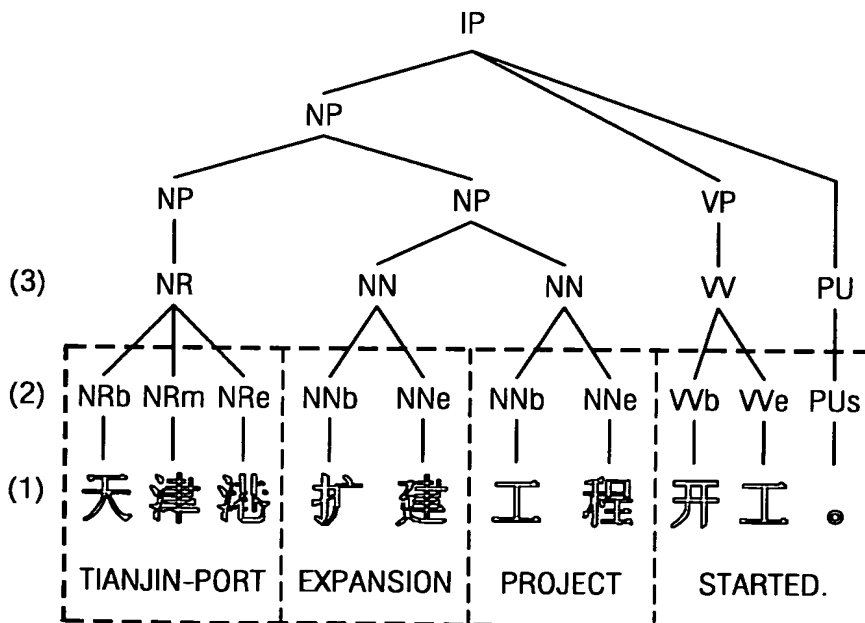 IP
NP
NP NP VP
(3) NR NN NN VV PU
(2) NRb NRm NRe NNb NNe NNb NNe VVb VVe PUs
(1) 天 津 港 扩 建 工 程 开 工 。
TIANJIN-PORT EXPANSION PROJECT STARTED.